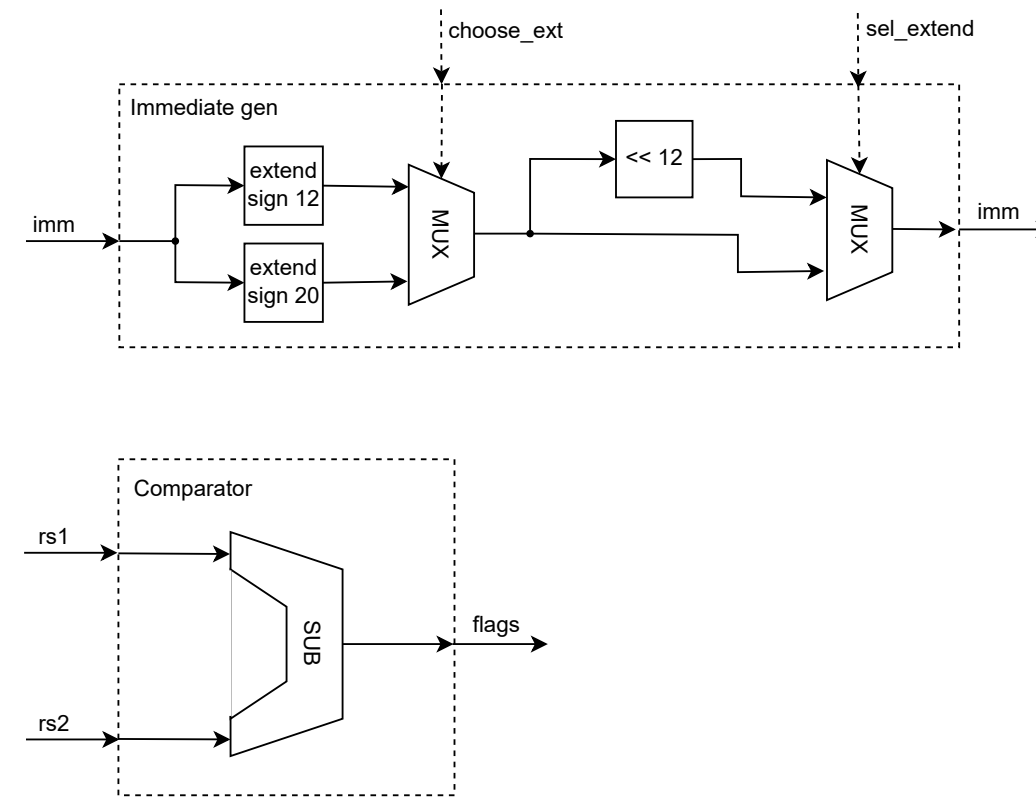 choose_ext
sel_extend
Immediate gen
imm
extend
sign 12
extend
sign 20
MUX
<< 12
MUX
imm
Comparator
rs1
rs2
SUB
flags